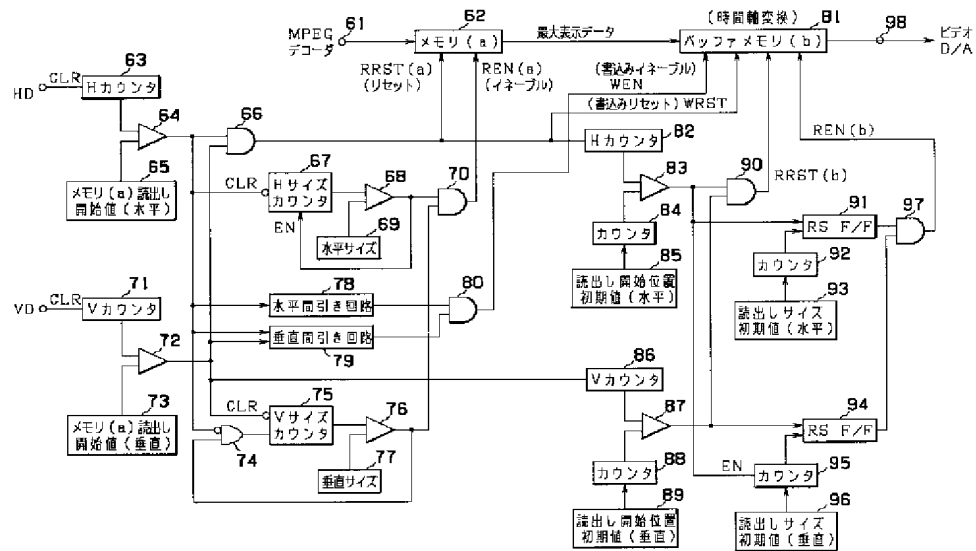 MPEG
デコーダ
61
62
メモリ(a)
最大表示データ
(時間軸変換)
81
バッファメモリ(b)
98
ビデオ
D/A
63
HD
CLR
Hカウンタ
64
65
メモリ(a)読出し
開始値(水平)
66
RRST(a)
(リセット)
REN(a)
(イネーブル)
(書込みイネーブル)
WEN
(書込みリセット)WRST
REN(b)
RRST(b)
67
CLR
Hサイズ
カウンタ
EN
68
69
水平サイズ
70
82
Hカウンタ
83
84
カウンタ
85
読出し開始位置
初期値(水平)
90
91
RS F/F
92
カウンタ
93
読出しサイズ
初期値(水平)
97
71
VD
CLR
Vカウンタ
72
73
メモリ(a)読出し
開始値(垂直)
78
水平間引き回路
垂直間引き回路
79
80
74
75
CLR
Vサイズ
カウンタ
76
77
垂直サイズ
86
Vカウンタ
87
88
カウンタ
89
読出し開始位置
初期値(垂直)
94
RS F/F
EN
95
カウンタ
96
読出しサイズ
初期値(垂直)